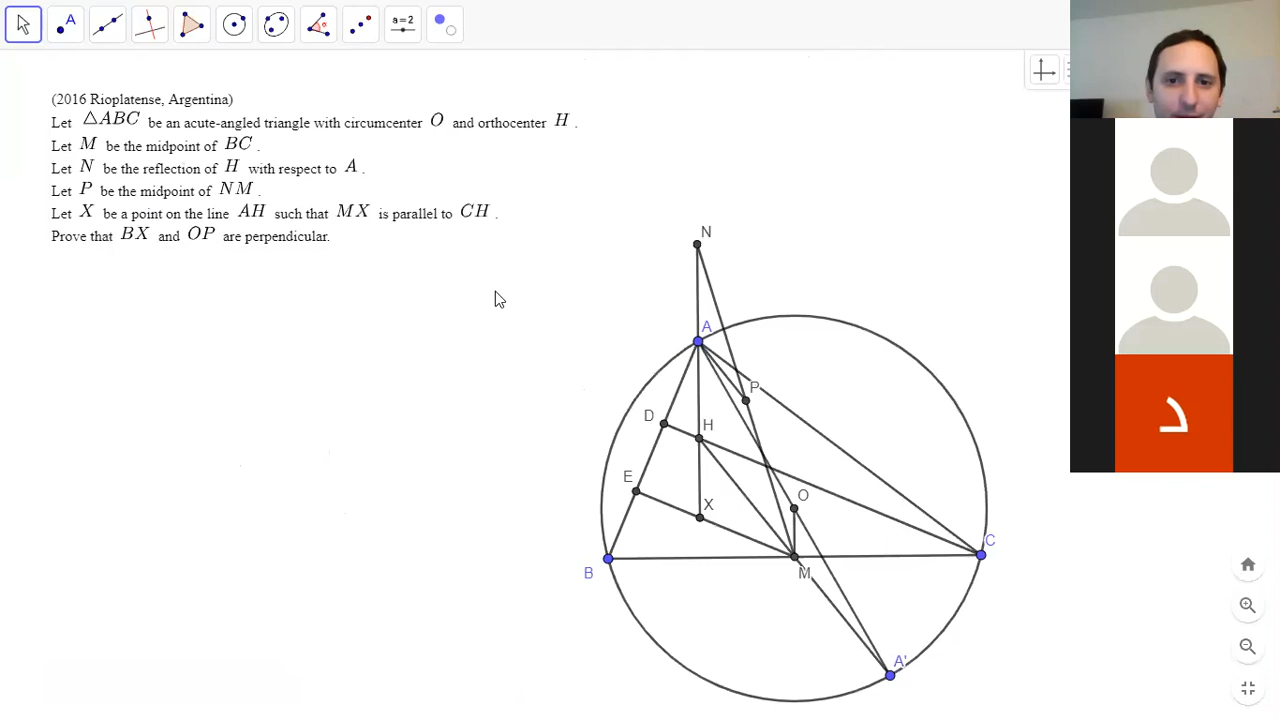 A
a=2
(2016 Rioplatense, Argentina)
Let △ABC be an acute-angled triangle with circumcenter O and orthocenter H .
Let M be the midpoint of BC .
Let N be the reflection of H with respect to A .
Let P be the midpoint of NM .
Let X be a point on the line AH such that MX is parallel to CH .
Prove that BX and OP are perpendicular.
N
A
P
D
H
E
X
O
C
B
M
A'
ד